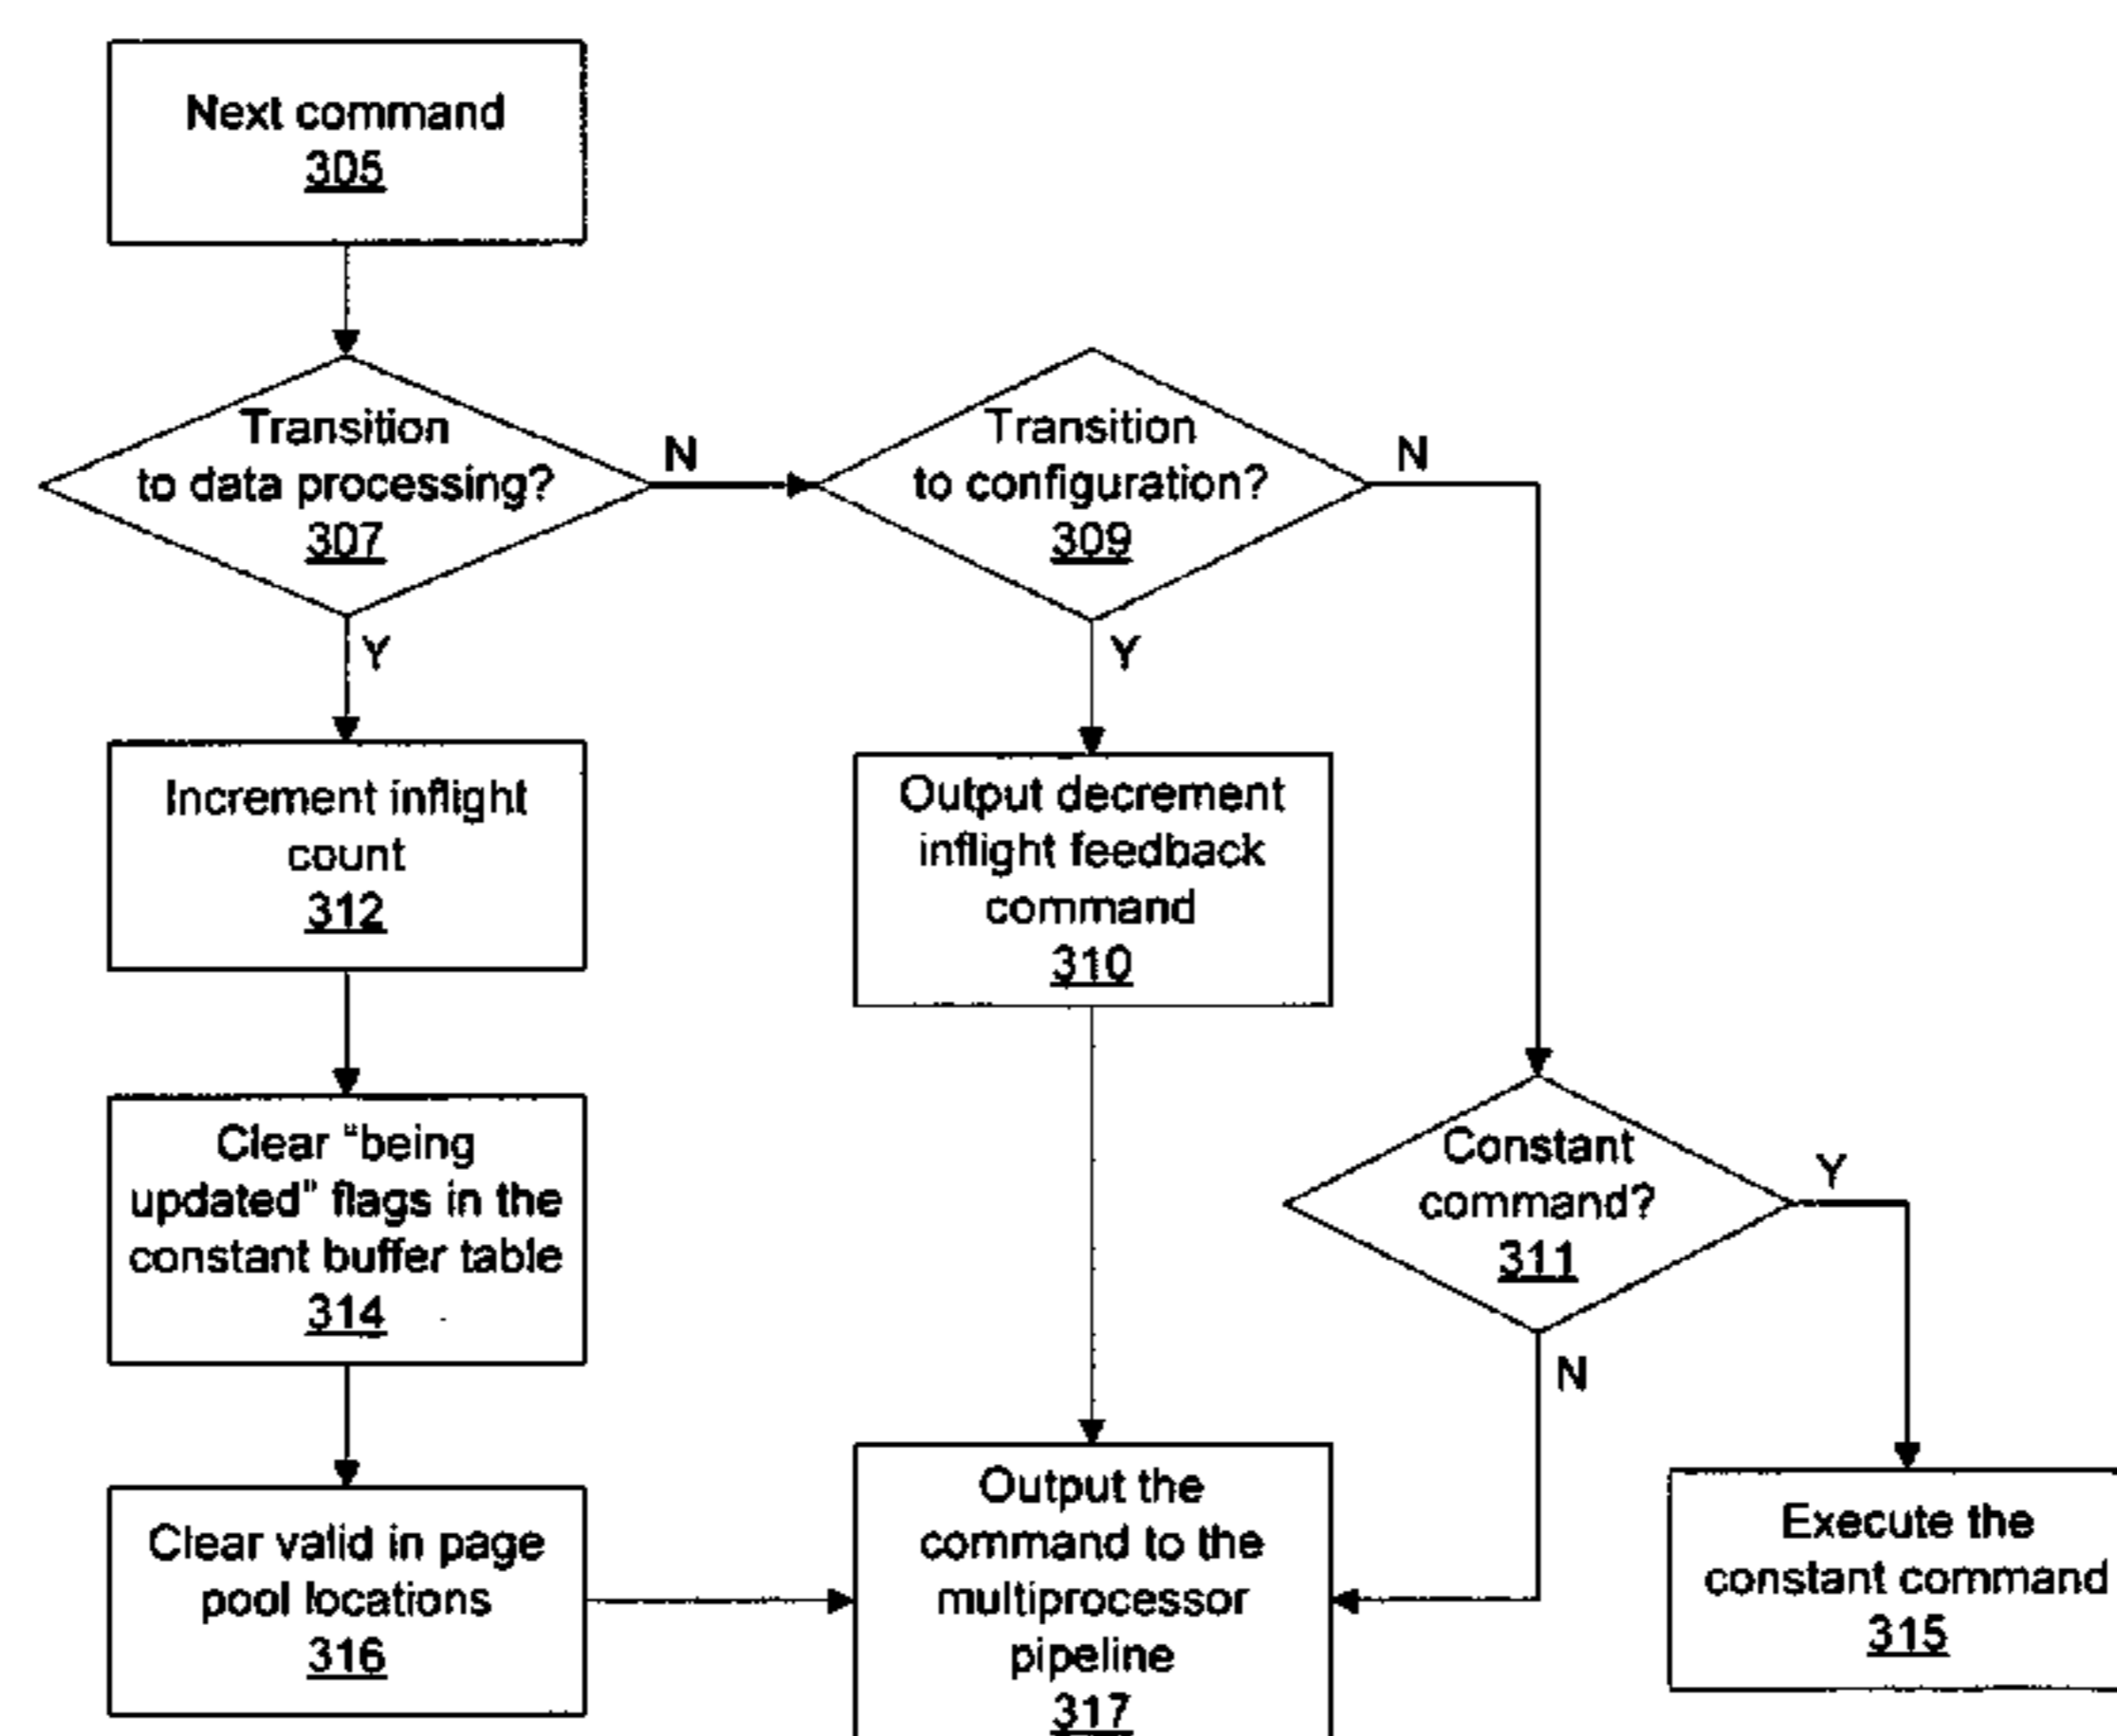 Next command
305
Transition
to data processing?
307
N
Transition
to configuration?
309
N
Y
Y
Increment inflight
count
312
Output decrement
inflight feedback
command
310
Clear "being
updated" flags in the
constant buffer table
314
Constant
command?
311
Y
N
Clear valid in page
pool locations
316
Output the
command to the
multiprocessor
pipeline
317
Execute the
constant command
315